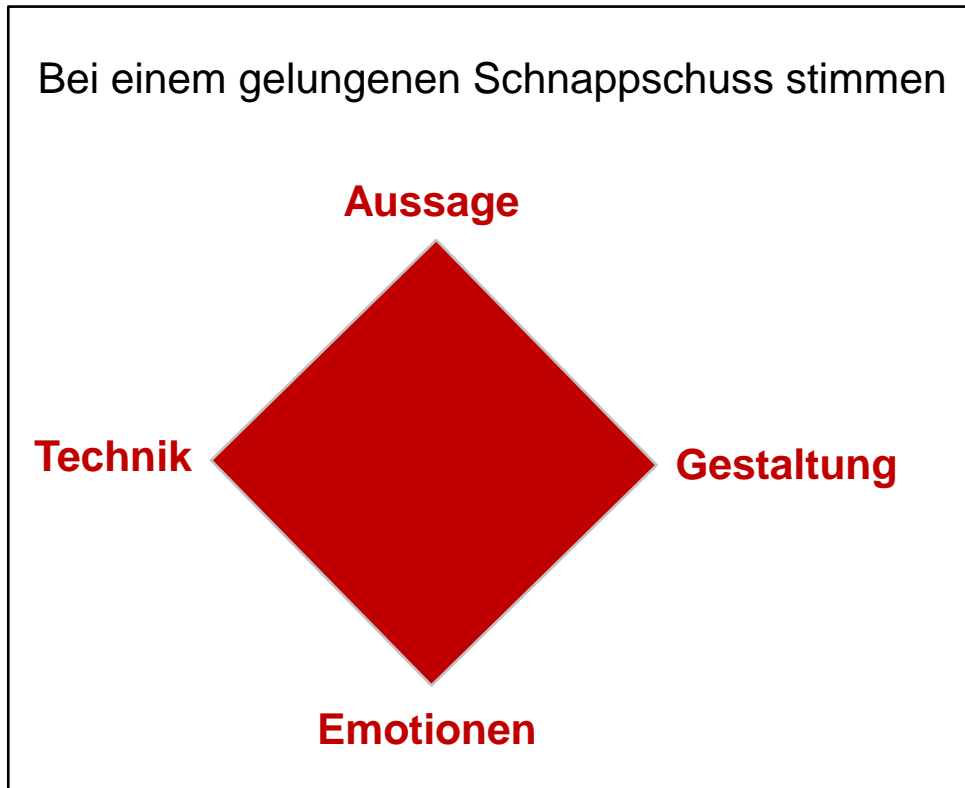 Bei einem gelungenen Schnappschuss stimmen
Aussage
Technik
Gestaltung
Emotionen